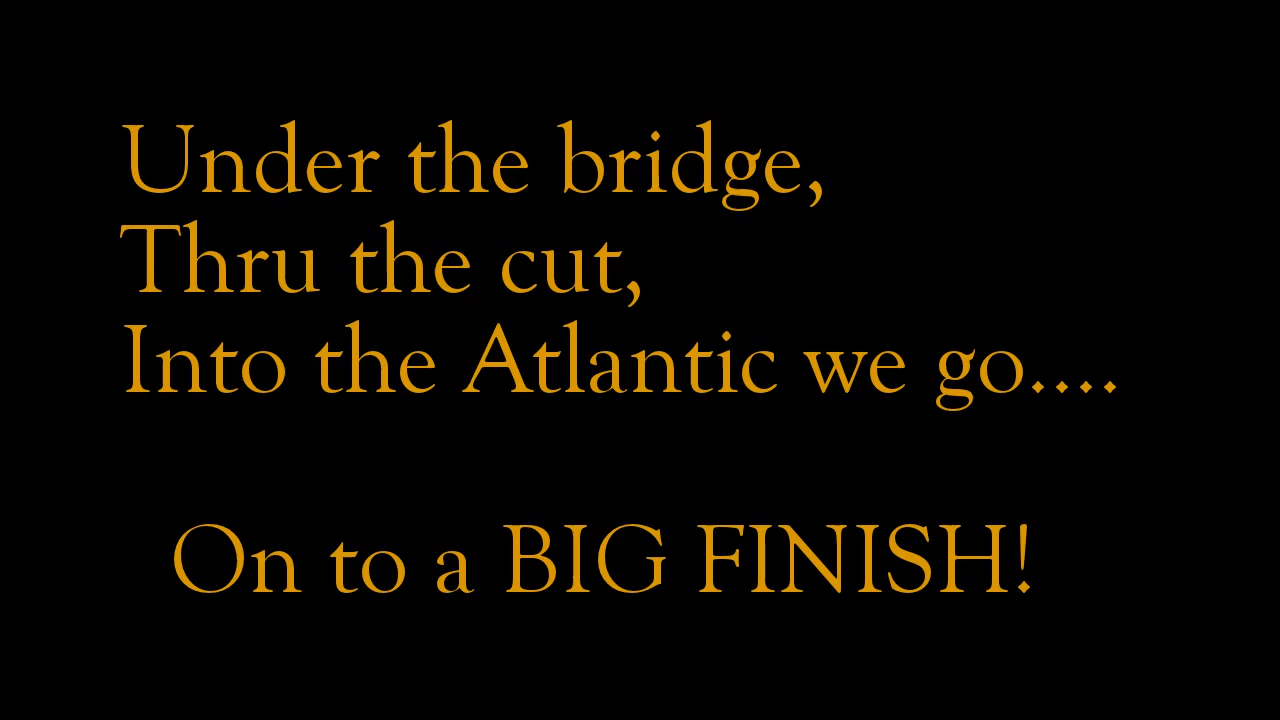 Under the bridge,
Thru the cut,
Into the Atlantic we go....
On to a BIG FINISH!